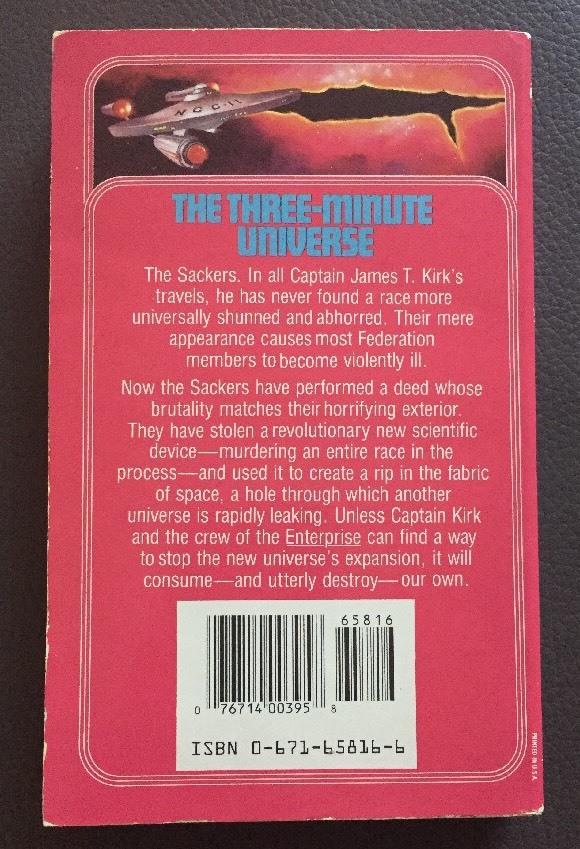 NCC-1
THE THREE-MINUTE
UNIVERSE
The Sackers. In all Captain James T. Kirk's
travels, he has never found a race more
universally shunned and abhorred. Their mere
appearance causes most Federation
members to become violently ill.
Now the Sackers have performed a deed whose
brutality matches their horrifying exterior.
They have stolen a revolutionary new scientific
device—murdering an entire race in the
process—and used it to create a rip in the fabric
of space, a hole through which another
universe is rapidly leaking. Unless Captain Kirk
and the crew of the Enterprise can find a way
to stop the new universe's expansion, it will
consume—and utterly destroy—our own.
65816
0 76714 00395 8
ISBN 0-671-65816-6
PRINTED IN U.S.A.